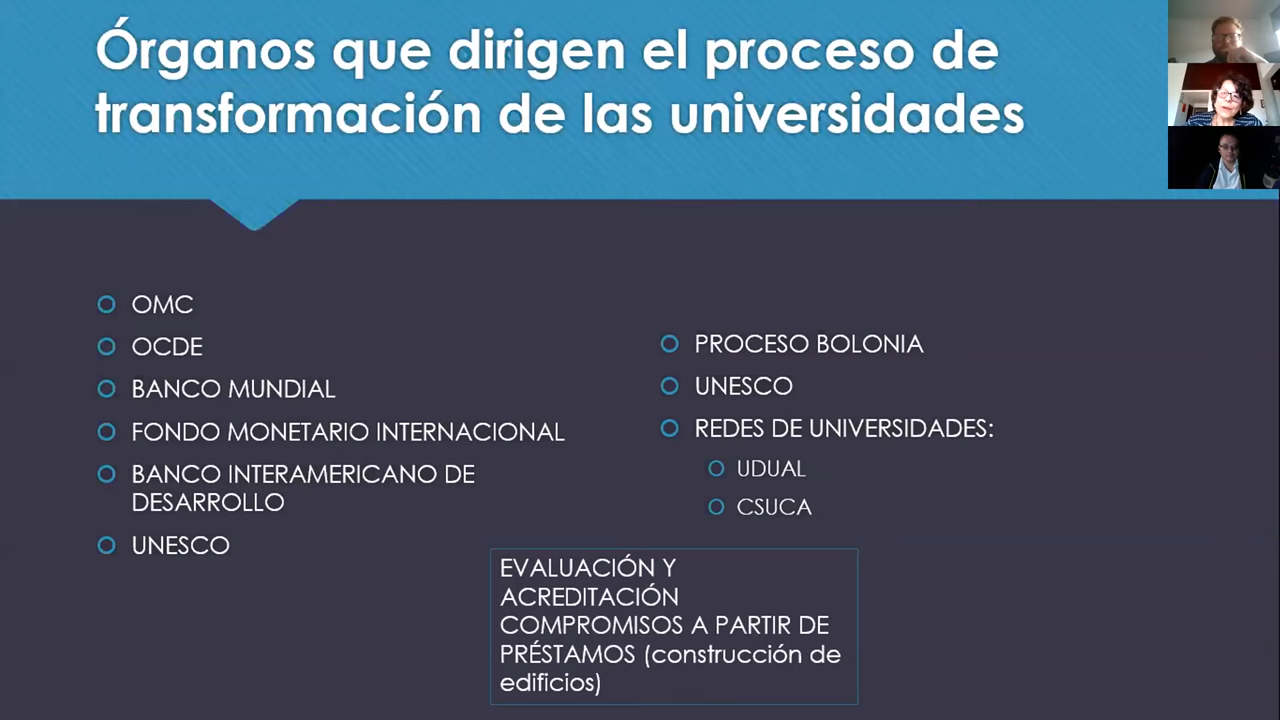 Órganos que dirigen el proceso de
transformación de las universidades
OMC
OCDE
BANCO MUNDIAL
FONDO MONETARIO INTERNACIONAL
BANCO INTERAMERICANO DE
DESARROLLO
UNESCO
PROCESO BOLONIA
UNESCO
REDES DE UNIVERSIDADES:
UDUAL
CSUCA
EVALUACIÓN Y
ACREDITACIÓN
COMPROMISOS A PARTIR DE
PRÉSTAMOS (construcción de
edificios)